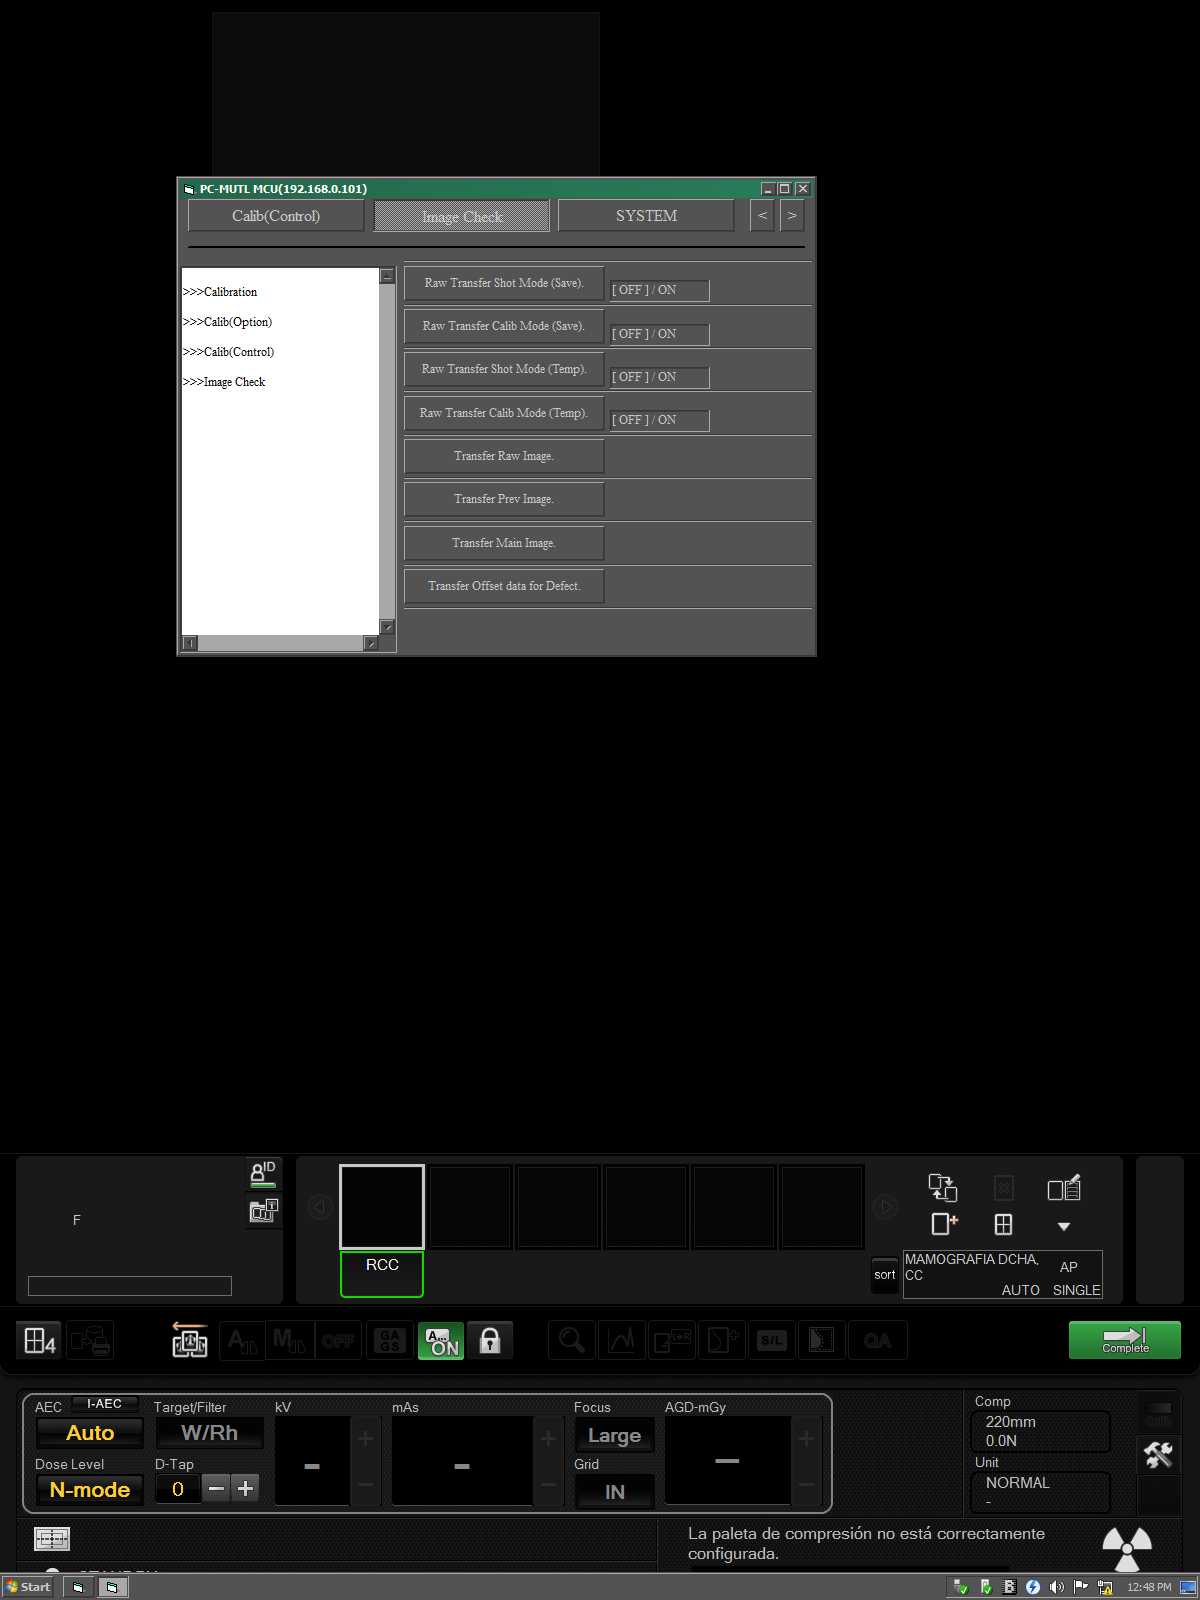 PC-MUTL MCU(192.168.0.101)
Calib(Control)
Image Check
SYSTEM
< >
>>>Calibration
>>>Calib(Option)
>>>Calib(Control)
>>>Image Check
Raw Transfer Shot Mode (Save).
[ OFF ] / ON
Raw Transfer Calib Mode (Save).
[ OFF ] / ON
Raw Transfer Shot Mode (Temp).
[ OFF ] / ON
Raw Transfer Calib Mode (Temp).
[ OFF ] / ON
Transfer Raw Image.
Transfer Prev Image.
Transfer Main Image.
Transfer Offset data for Defect.
ID
F
RCC
sort
MAMOGRAFIA DCHA,
CC
AP
AUTO SINGLE
4
A
M
OFF
GA
GS
A...
ON
L↔R
S/L
QA
Complete
AEC
I-AEC
Auto
Target/Filter
W/Rh
kV
mAs
Focus
Large
AGD-mGy
Dose Level
N-mode
D-Tap
0
Grid
IN
Comp
220mm
0.0N
Unit
NORMAL
-
La paleta de compresión no está correctamente
configurada.
Start
12:48 PM